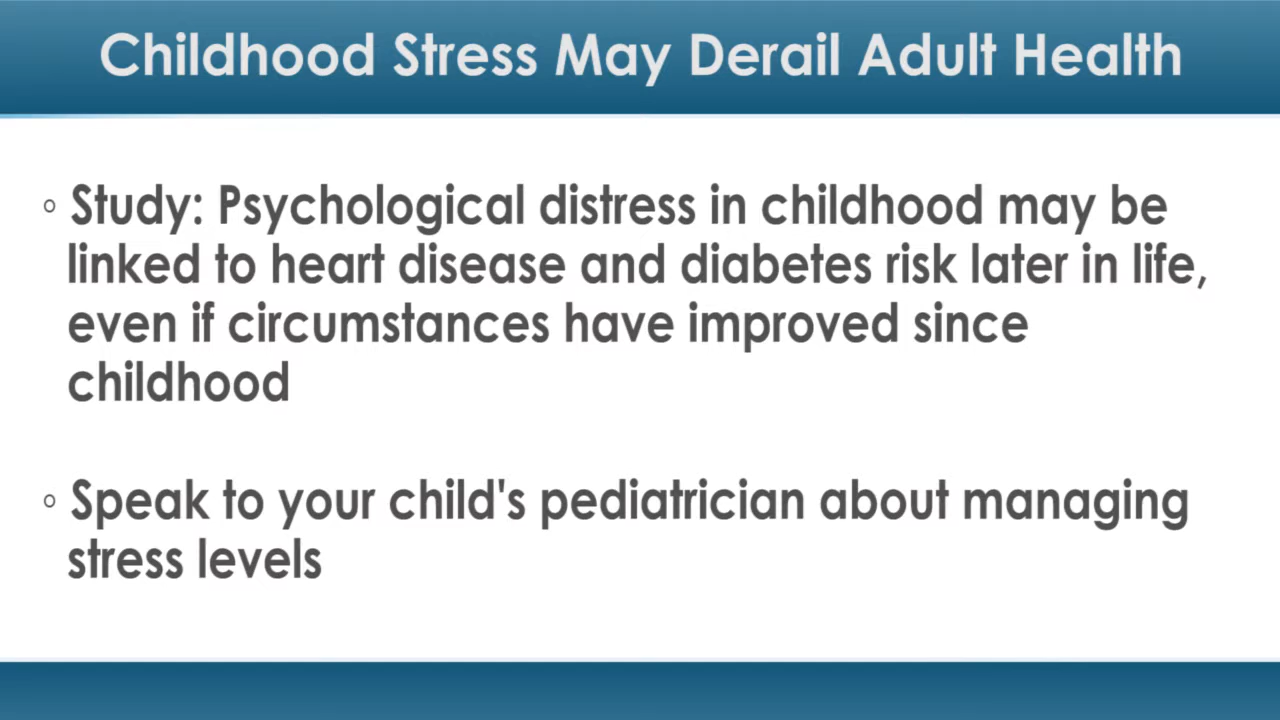 Childhood Stress May Derail Adult Health
◦ Study: Psychological distress in childhood may be
linked to heart disease and diabetes risk later in life,
even if circumstances have improved since
childhood
◦ Speak to your child's pediatrician about managing
stress levels